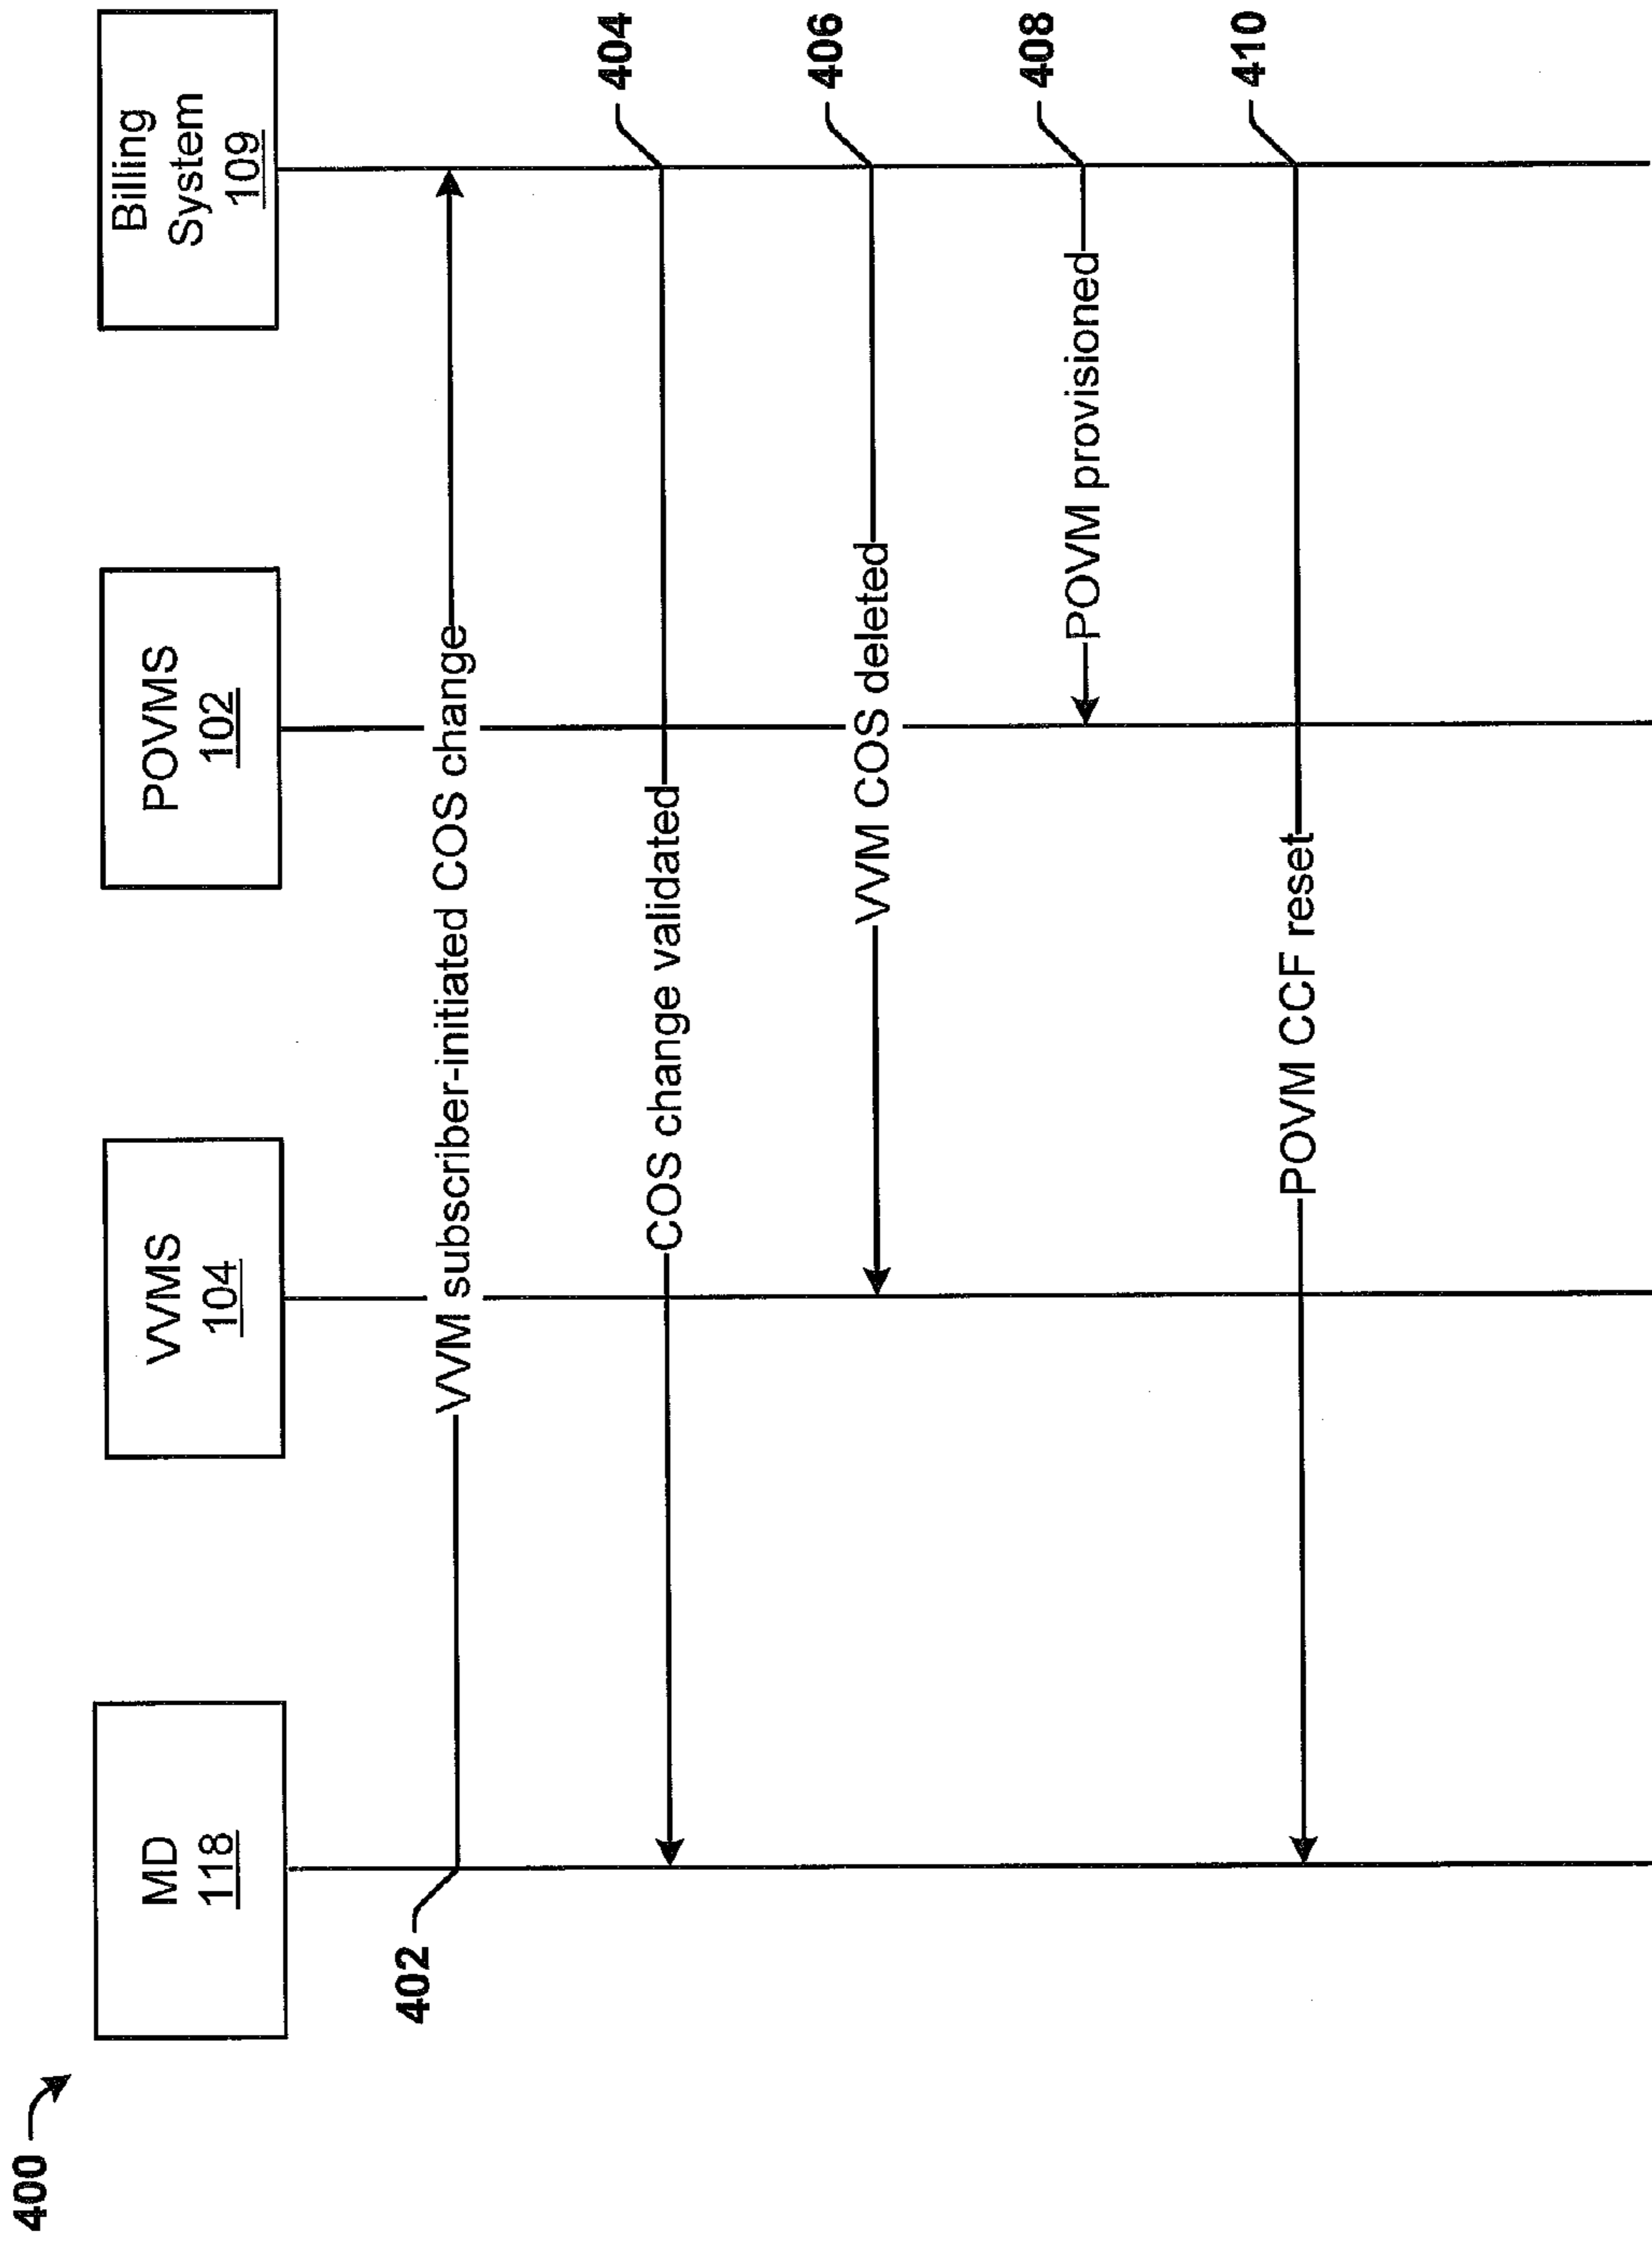 400
MD
118
VVMS
104
POVMS
102
Billing
System
109
402
VVM subscriber-initiated COS change
404
COS change validated
406
VVM COS deleted
408
POVM provisioned
410
POVM CCF reset